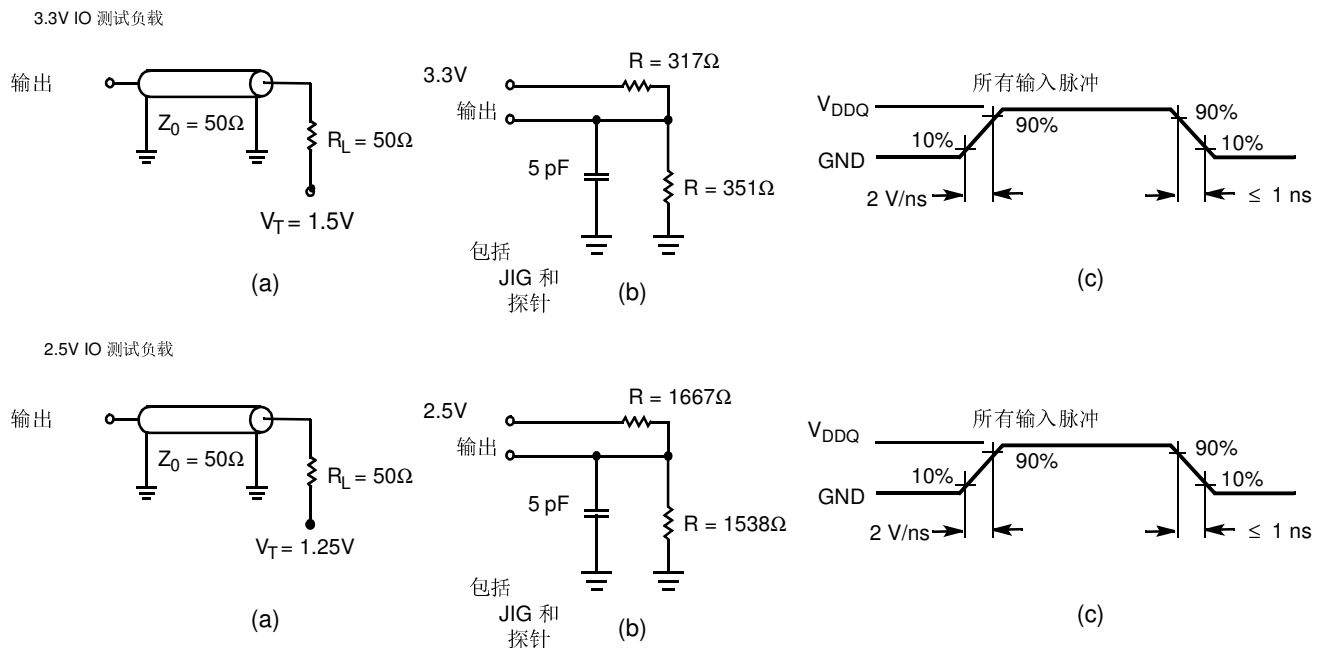 3.3V IO 测试负载
输出
Z0 = 50Ω
RL = 50Ω
VT = 1.5V
(a)
3.3V
R = 317Ω
输出
5 pF
R = 351Ω
包括
JIG 和
探针
(b)
所有输入脉冲
VDDQ
GND
10%
90%
90%
10%
2 V/ns
≤ 1 ns
(c)
2.5V IO 测试负载
输出
Z0 = 50Ω
RL = 50Ω
VT = 1.25V
(a)
2.5V
R = 1667Ω
输出
5 pF
R = 1538Ω
包括
JIG 和
探针
(b)
所有输入脉冲
VDDQ
GND
10%
90%
90%
10%
2 V/ns
≤ 1 ns
(c)